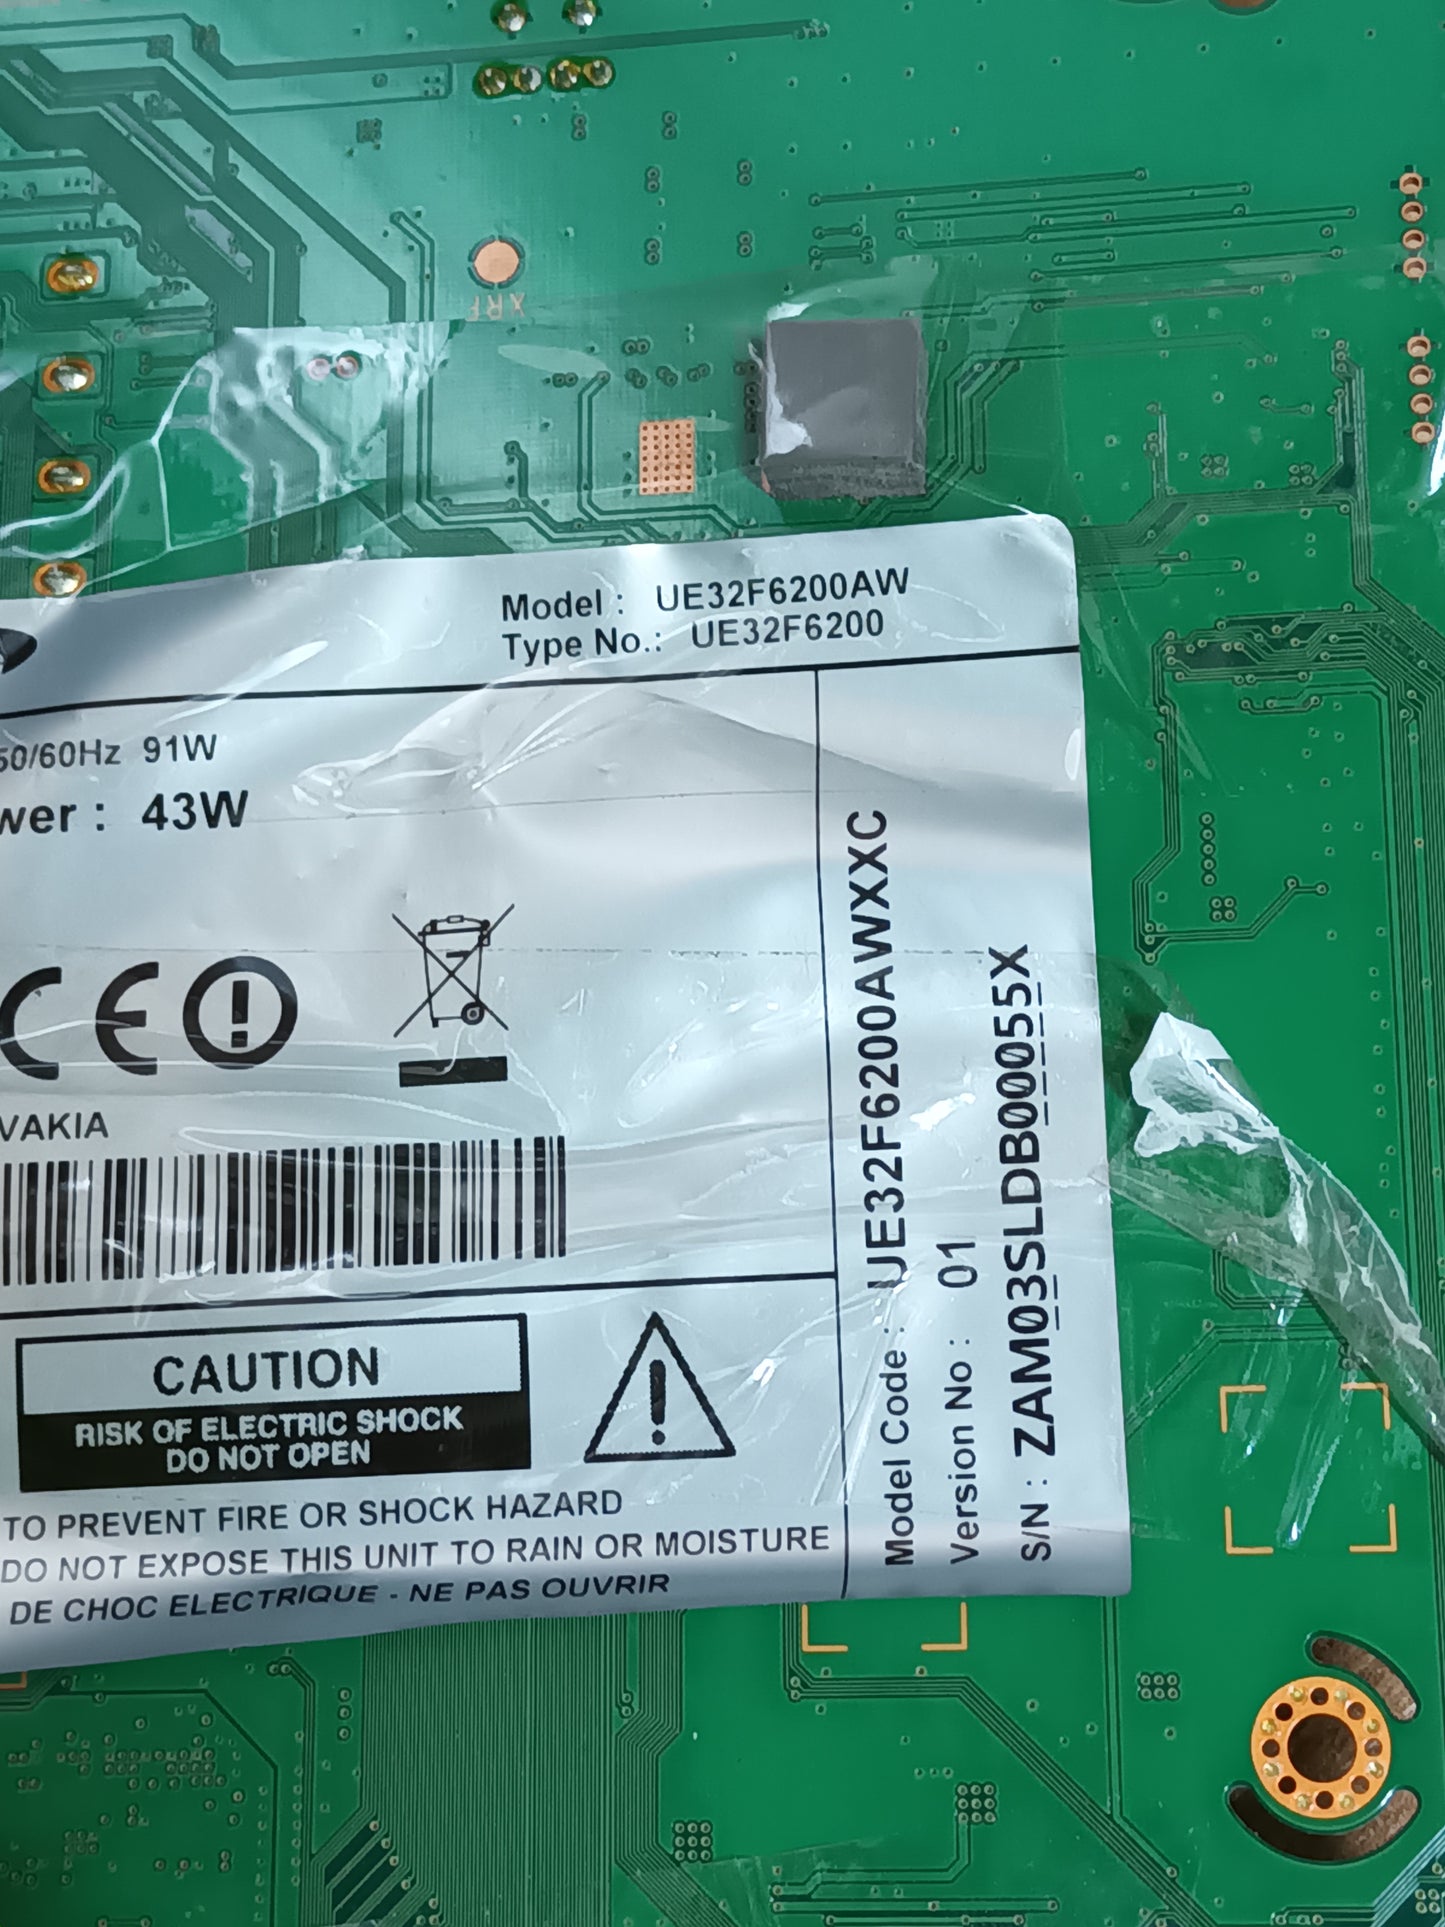 XRF
Model : UE32F6200AW
Type No.: UE32F6200
50/60Hz 91W
wer : 43W
CE
VAKIA
CAUTION
RISK OF ELECTRIC SHOCK
DO NOT OPEN
TO PREVENT FIRE OR SHOCK HAZARD
DO NOT EXPOSE THIS UNIT TO RAIN OR MOISTURE
DE CHOC ELECTRIQUE - NE PAS OUVRIR
Model Code : UE32F6200AWXXC
Version No : 01
S/N : ZAM03SLDB00055X